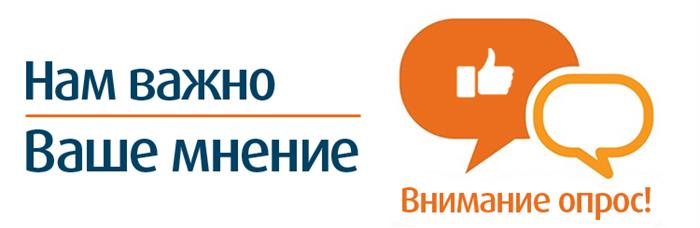 Нам важно
Ваше мнение
Внимание опрос!